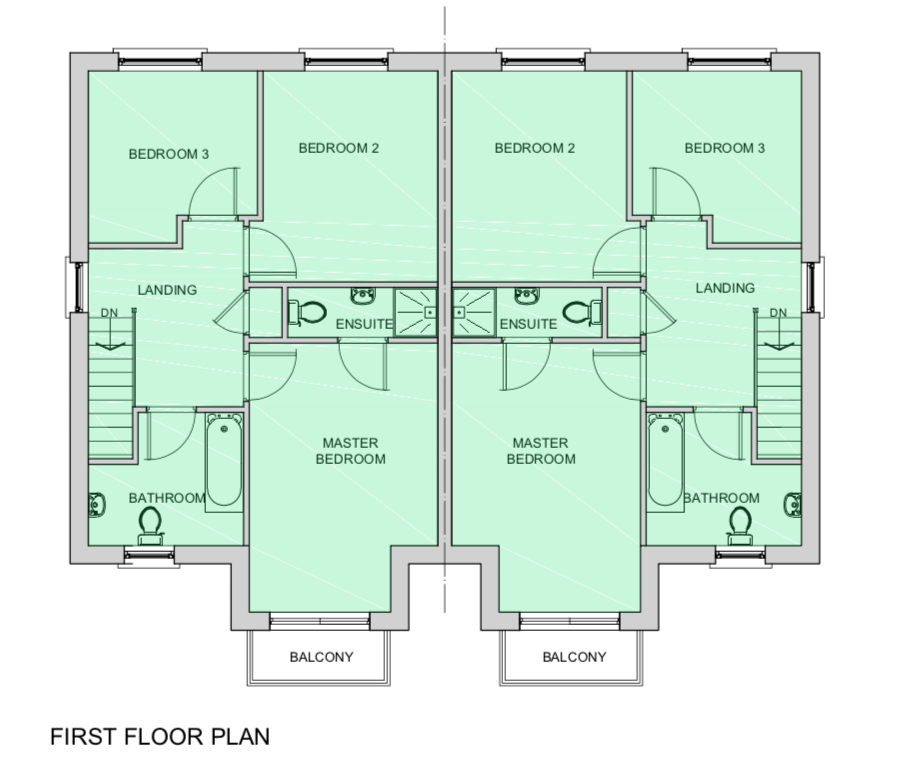 BEDROOM 3
BEDROOM 2
BEDROOM 2
BEDROOM 3
LANDING
LANDING
DN
DN
ENSUITE
ENSUITE
MASTER
BEDROOM
MASTER
BEDROOM
BATHROOM
BATHROOM
BALCONY
BALCONY
FIRST FLOOR PLAN